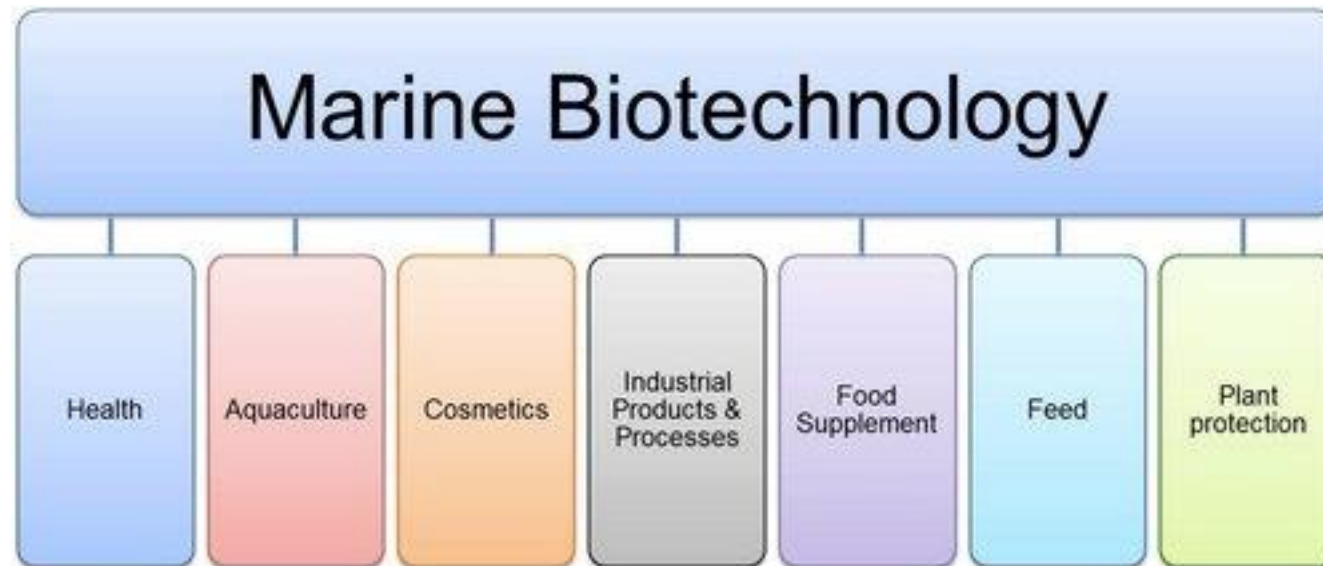 Marine Biotechnology
Health
Aquaculture
Cosmetics
Industrial
Products &
Processes
Food
Supplement
Feed
Plant
protection